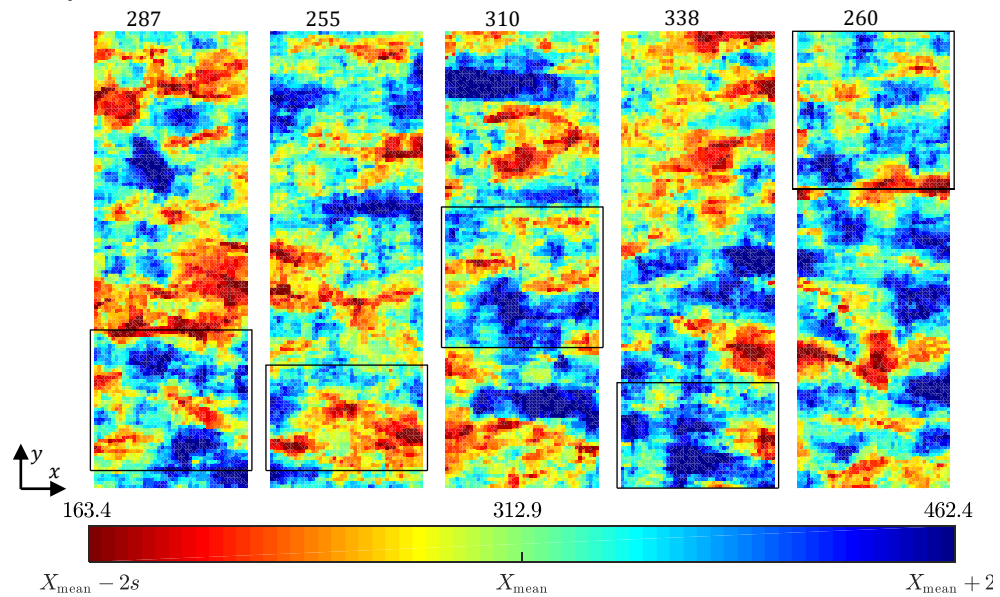 287 255 310 338 260
y
x
163.4 312.9 462.4
X_mean − 2s X_mean X_mean + 2